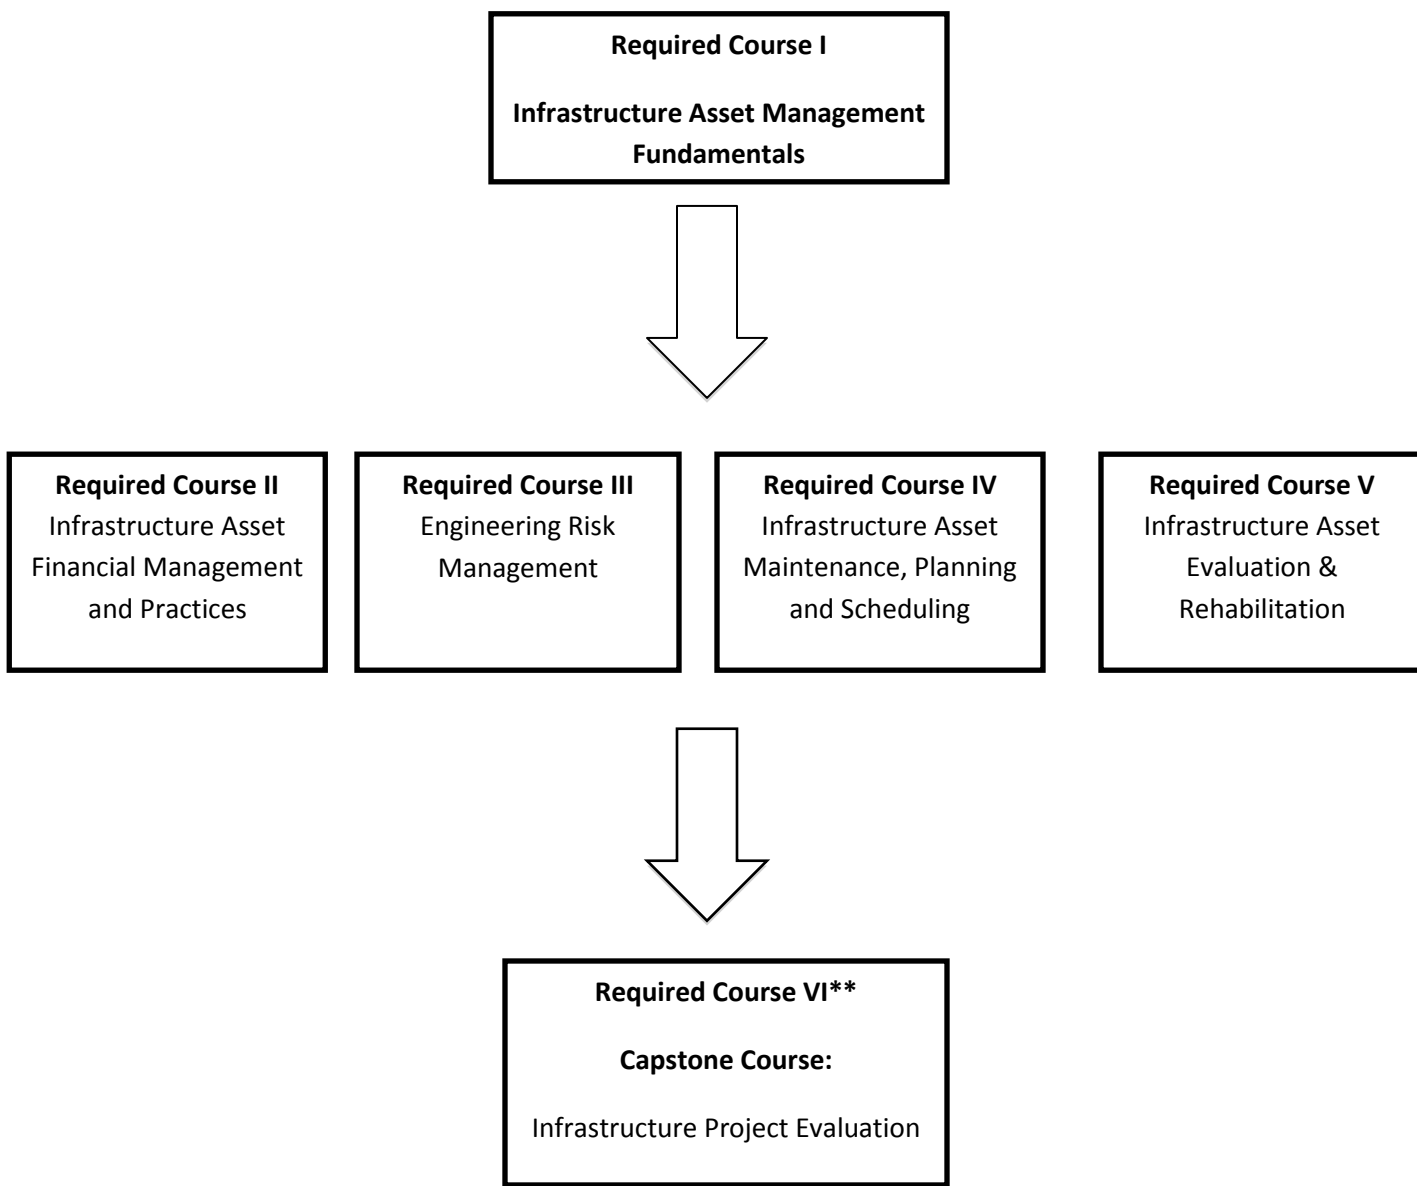 Required Course I
Infrastructure Asset Management
Fundamentals
Required Course II
Infrastructure Asset
Financial Management
and Practices
Required Course III
Engineering Risk
Management
Required Course IV
Infrastructure Asset
Maintenance, Planning
and Scheduling
Required Course V
Infrastructure Asset
Evaluation &
Rehabilitation
Required Course VI**
Capstone Course:
Infrastructure Project Evaluation